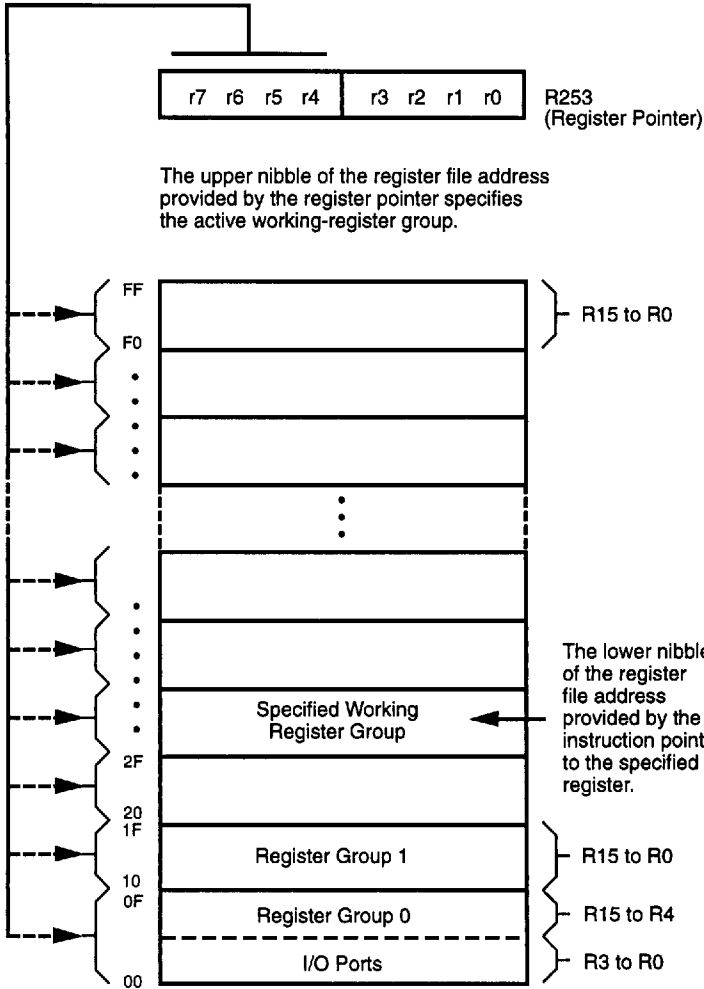 r7 r6 r5 r4 r3 r2 r1 r0
R253
(Register Pointer)
The upper nibble of the register file address
provided by the register pointer specifies
the active working-register group.
FF
R15 to R0
F0
The lower nibble
of the register
file address
provided by the
instruction point
to the specified
register.
Specified Working
Register Group
2F
20
1F
Register Group 1
R15 to R0
10
0F
Register Group 0
R15 to R4
I/O Ports
R3 to R0
00